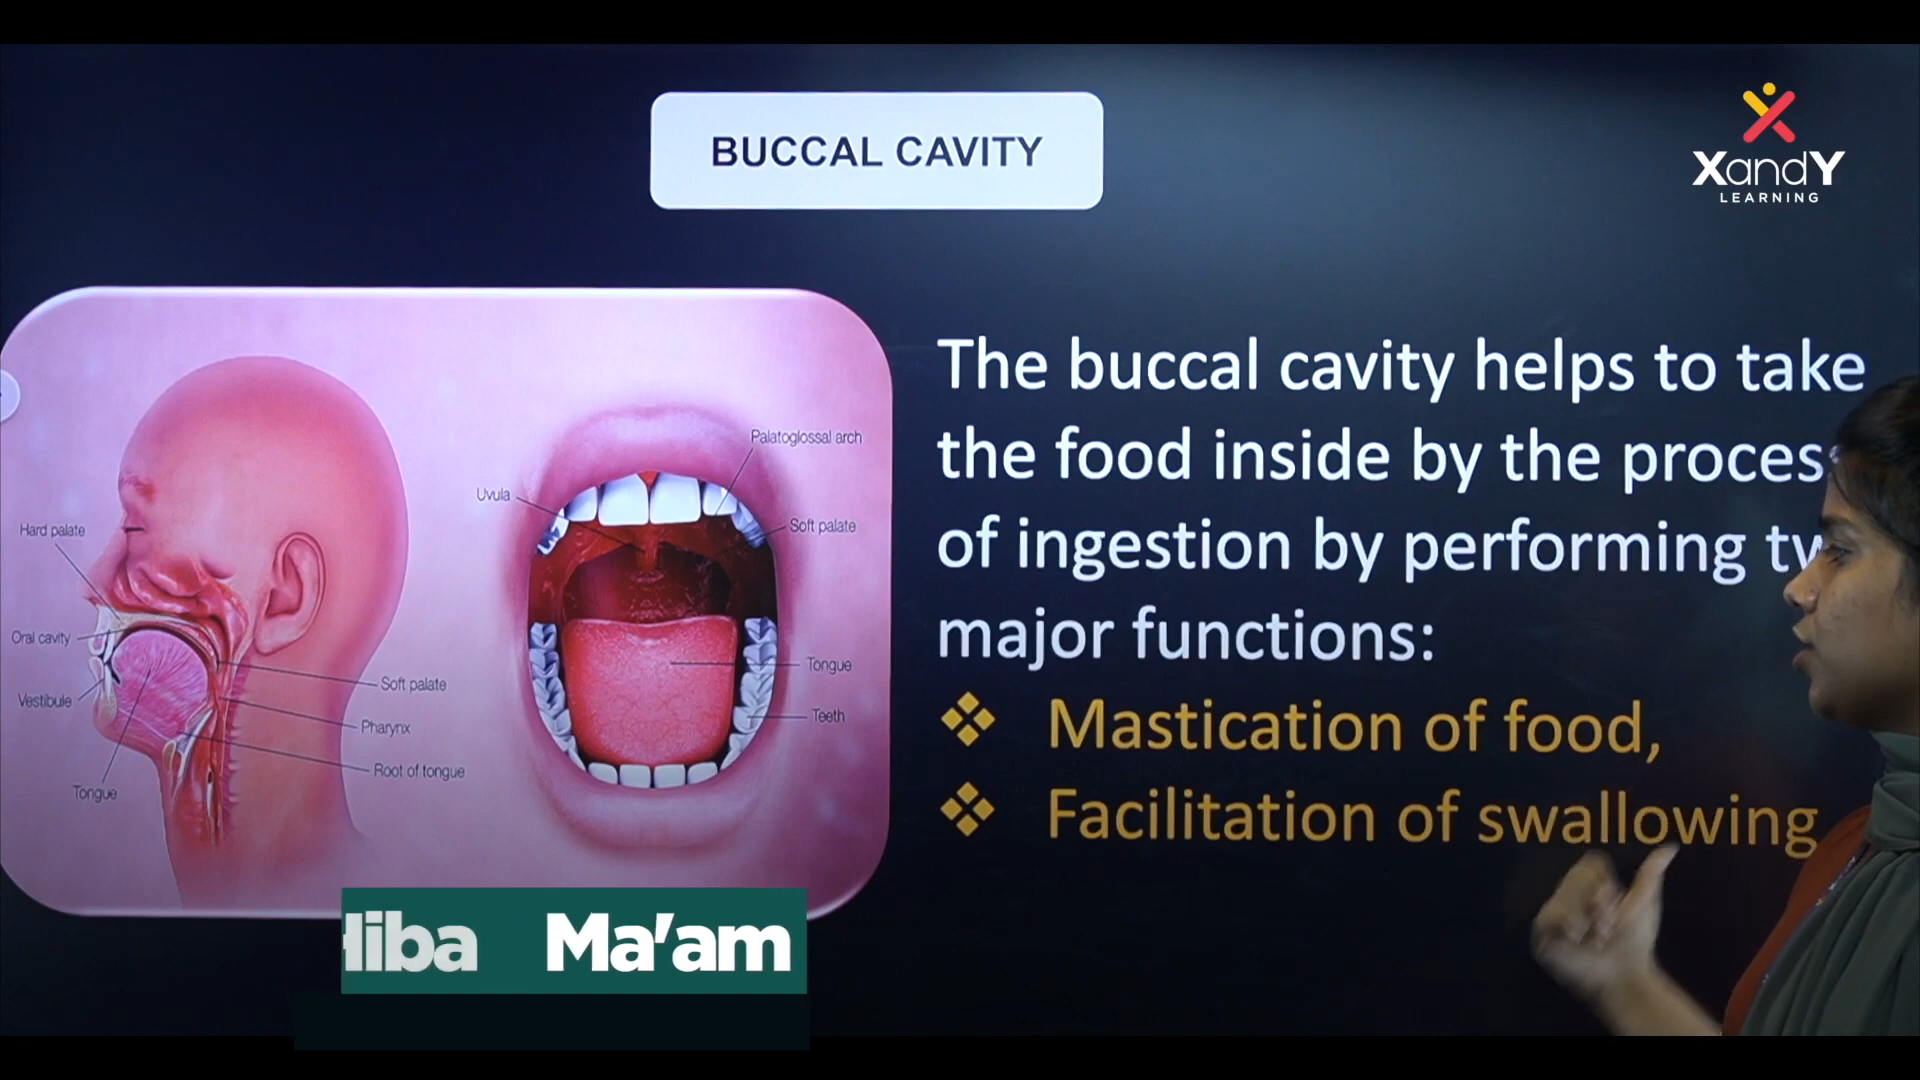 BUCCAL CAVITY
XandY
LEARNING
The buccal cavity helps to take
the food inside by the
of ingestion by performing
major functions:
Mastication of food,
Facilitation of swallowing
Palatoglossal arch
Uvula
Soft palate
Hard palate
Oral cavity
Vestibule
Tongue
Soft palate
Pharynx
Root of tongue
Tongue
Teeth
Ma'am